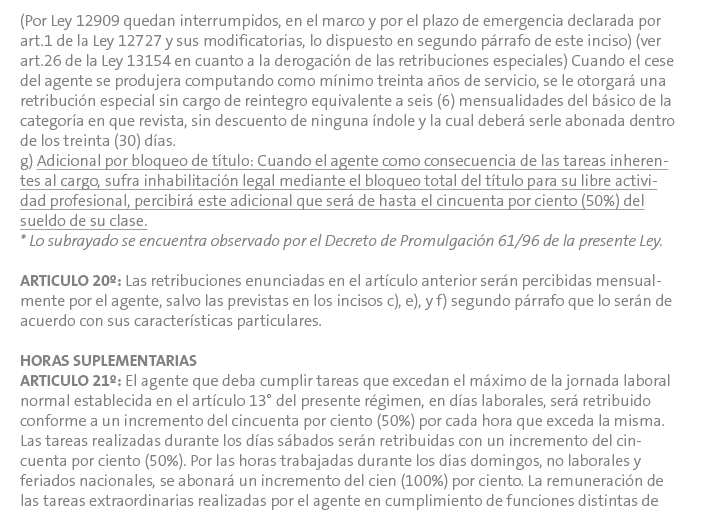 (Por Ley 12909 quedan interrumpidos, en el marco y por el plazo de emergencia declarada por
art.1 de la Ley 12727 y sus modificatorias, lo dispuesto en segundo párrafo de este inciso) (ver
art.26 de la Ley 13154 en cuanto a la derogación de las retribuciones especiales) Cuando el cese
del agente se produjera computando como mínimo treinta años de servicio, se le otorgará una
retribución especial sin cargo de reintegro equivalente a seis (6) mensualidades del básico de la
categoría en que revista, sin descuento de ninguna índole y la cual deberá serle abonada dentro
de los treinta (30) días.
g) Adicional por bloqueo de título: Cuando el agente como consecuencia de las tareas inheren-
tes al cargo, sufra inhabilitación legal mediante el bloqueo total del título para su libre activi-
dad profesional, percibirá este adicional que será de hasta el cincuenta por ciento (50%) del
sueldo de su clase.
* Lo subrayado se encuentra observado por el Decreto de Promulgación 61/96 de la presente Ley.
ARTICULO 20º: Las retribuciones enunciadas en el artículo anterior serán percibidas mensual-
mente por el agente, salvo las previstas en los incisos c), e), y f) segundo párrafo que lo serán de
acuerdo con sus características particulares.
HORAS SUPLEMENTARIAS
ARTICULO 21º: El agente que deba cumplir tareas que excedan el máximo de la jornada laboral
normal establecida en el artículo 13° del presente régimen, en días laborales, será retribuido
conforme a un incremento del cincuenta por ciento (50%) por cada hora que exceda la misma.
Las tareas realizadas durante los días sábados serán retribuidas con un incremento del cin-
cuenta por ciento (50%). Por las horas trabajadas durante los días domingos, no laborales y
feriados nacionales, se abonará un incremento del cien (100%) por ciento. La remuneración de
las tareas extraordinarias realizadas por el agente en cumplimiento de funciones distintas de